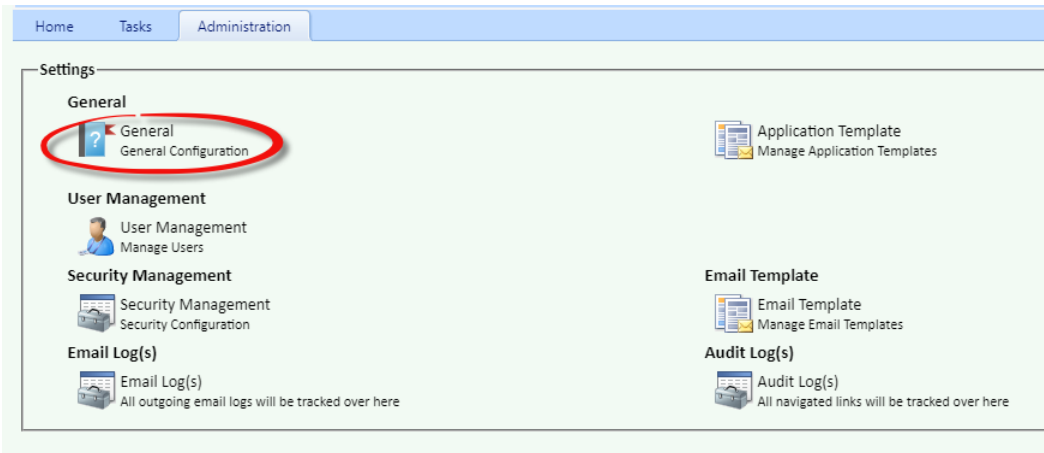 Home Tasks Administration
Settings
General
General
General Configuration
Application Template
Manage Application Templates
User Management
User Management
Manage Users
Security Management
Security Management
Security Configuration
Email Template
Email Template
Manage Email Templates
Email Log(s)
Email Log(s)
All outgoing email logs will be tracked over here
Audit Log(s)
Audit Log(s)
All navigated links will be tracked over here